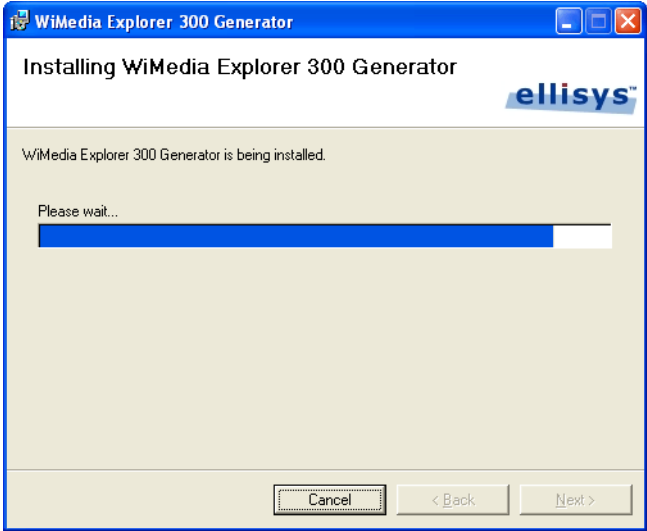 WiMedia Explorer 300 Generator
Installing WiMedia Explorer 300 Generator
ellisys™
WiMedia Explorer 300 Generator is being installed.
Please wait...
Cancel
< Back
Next >